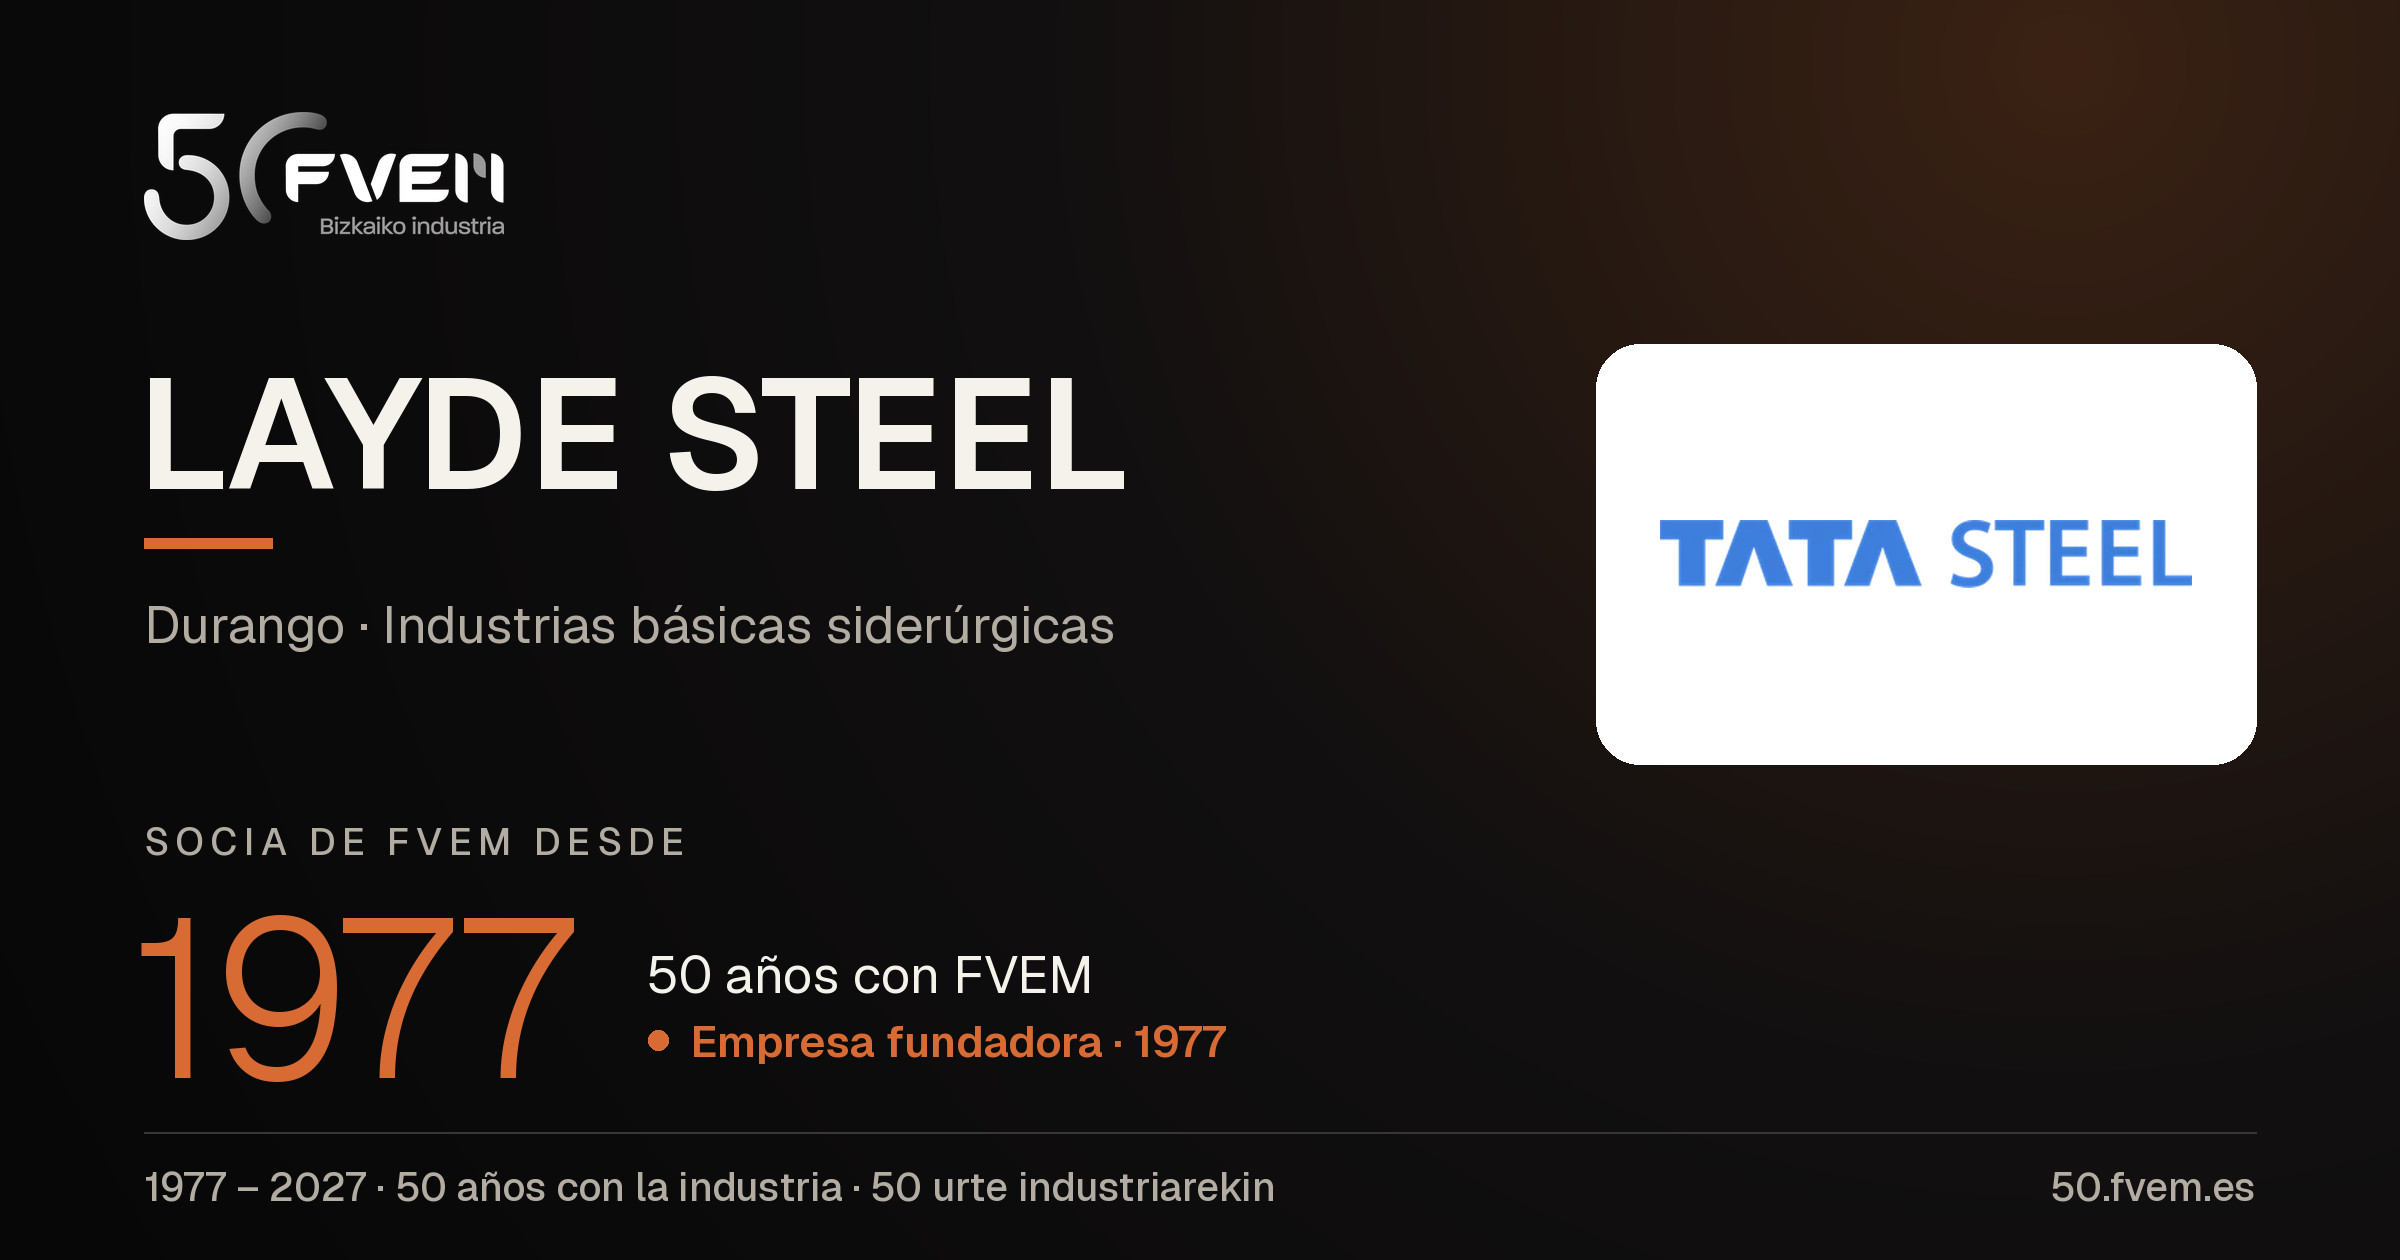 50 FVEM
Bizkaiko industria
LAYDE STEEL
Durango · Industrias básicas siderúrgicas
TATA STEEL
SOCIA DE FVEM DESDE
1977
50 años con FVEM
Empresa fundadora · 1977
1977 – 2027 · 50 años con la industria · 50 urte industriarekin
50.fvem.es